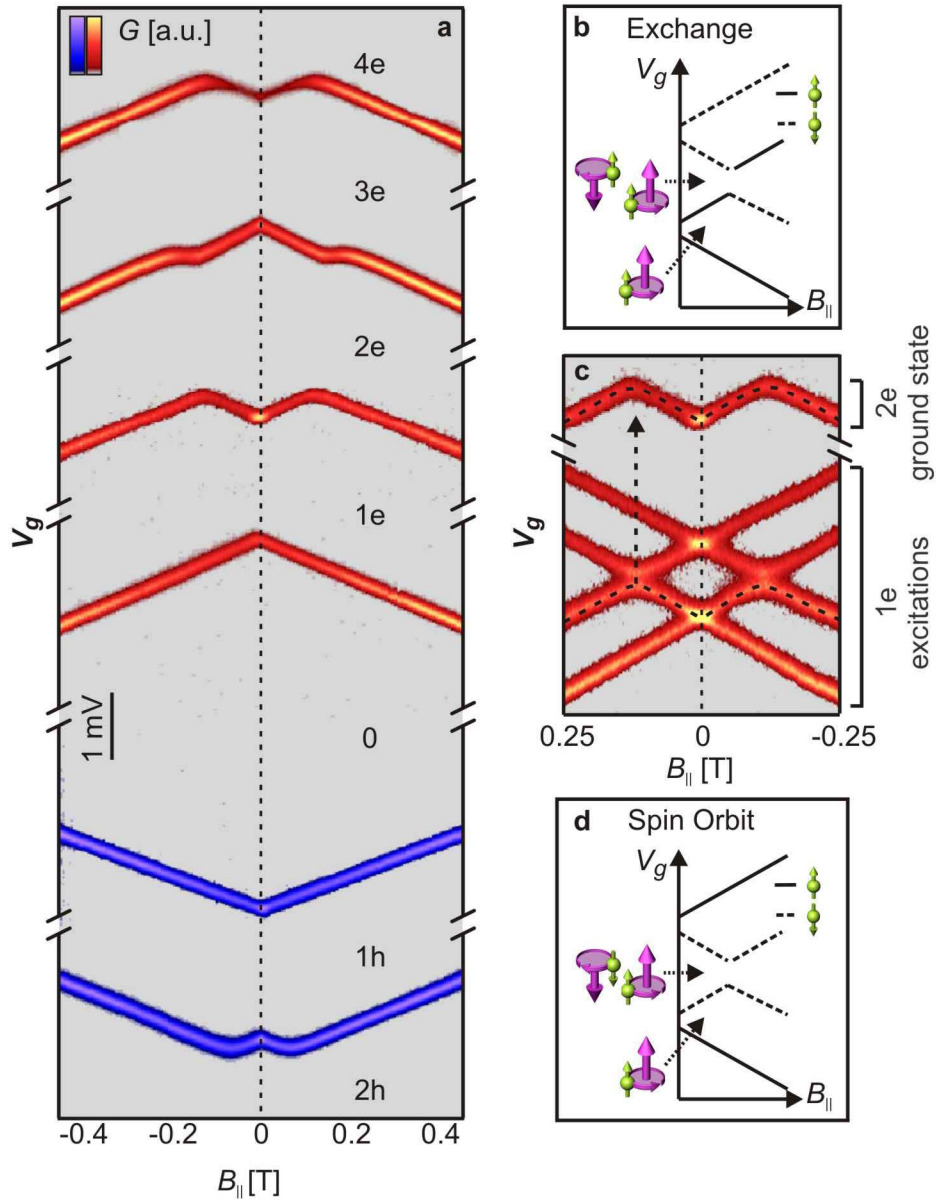 G [a.u.]
a
4e
3e
2e
1e
0
1h
2h
V_g
1 mV
-0.4
-0.2
0
0.2
0.4
B_|| [T]
b
Exchange
V_g
B_||
c
2e
ground state
1e
excitations
V_g
0.25
0
-0.25
B_|| [T]
d
Spin Orbit
V_g
B_||